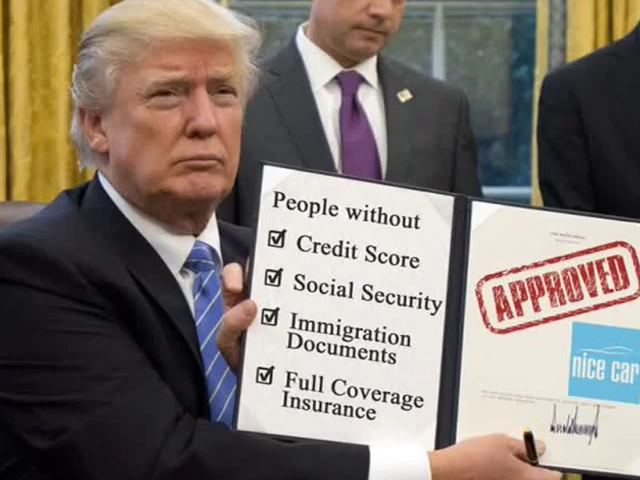 People without
Credit Score
Social Security
Immigration
Documents
Full Coverage
Insurance
APPROVED
nice car